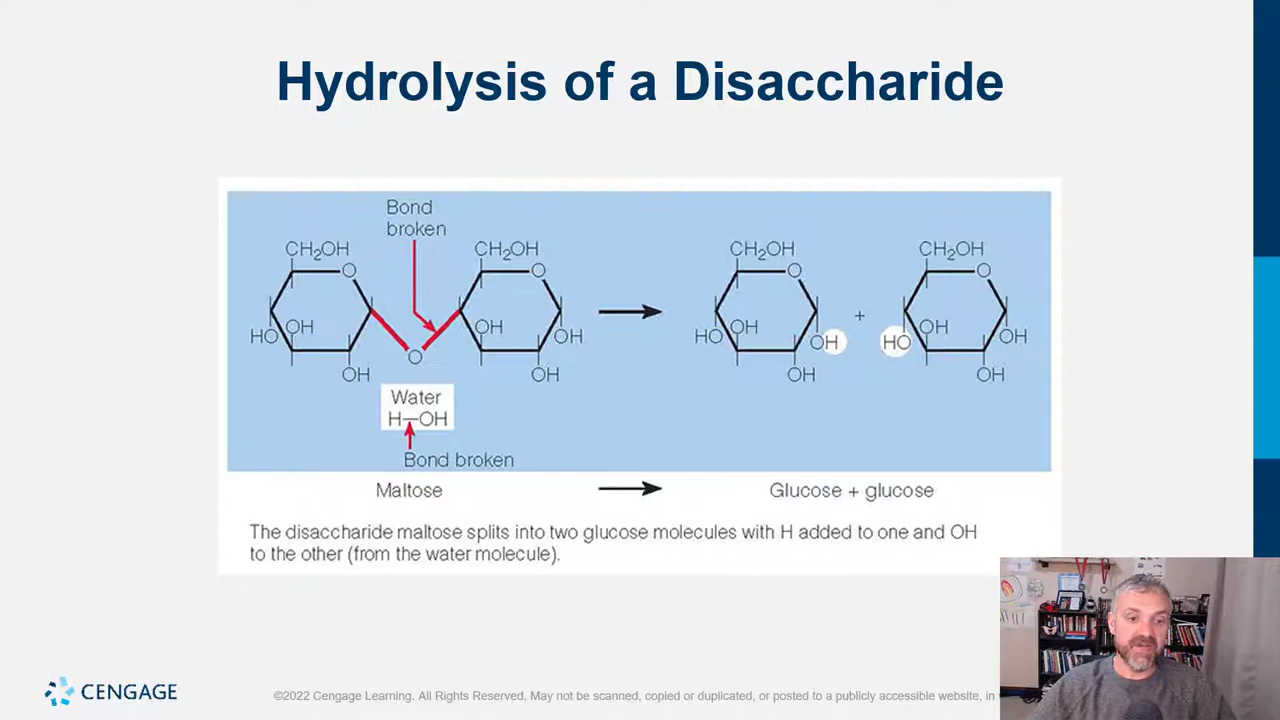 Hydrolysis of a Disaccharide
Bond
broken
CH₂OH
CH₂OH
CH₂OH
CH₂OH
O
O
O
O
HO
OH
OH
OH
HO
OH
OH
+
HO
OH
OH
O
OH
OH
OH
OH
Water
H—OH
Bond broken
Maltose
Glucose + glucose
The disaccharide maltose splits into two glucose molecules with H added to one and OH
to the other (from the water molecule).
CENGAGE
©2022 Cengage Learning. All Rights Reserved. May not be scanned, copied or duplicated, or posted to a publicly accessible website, in